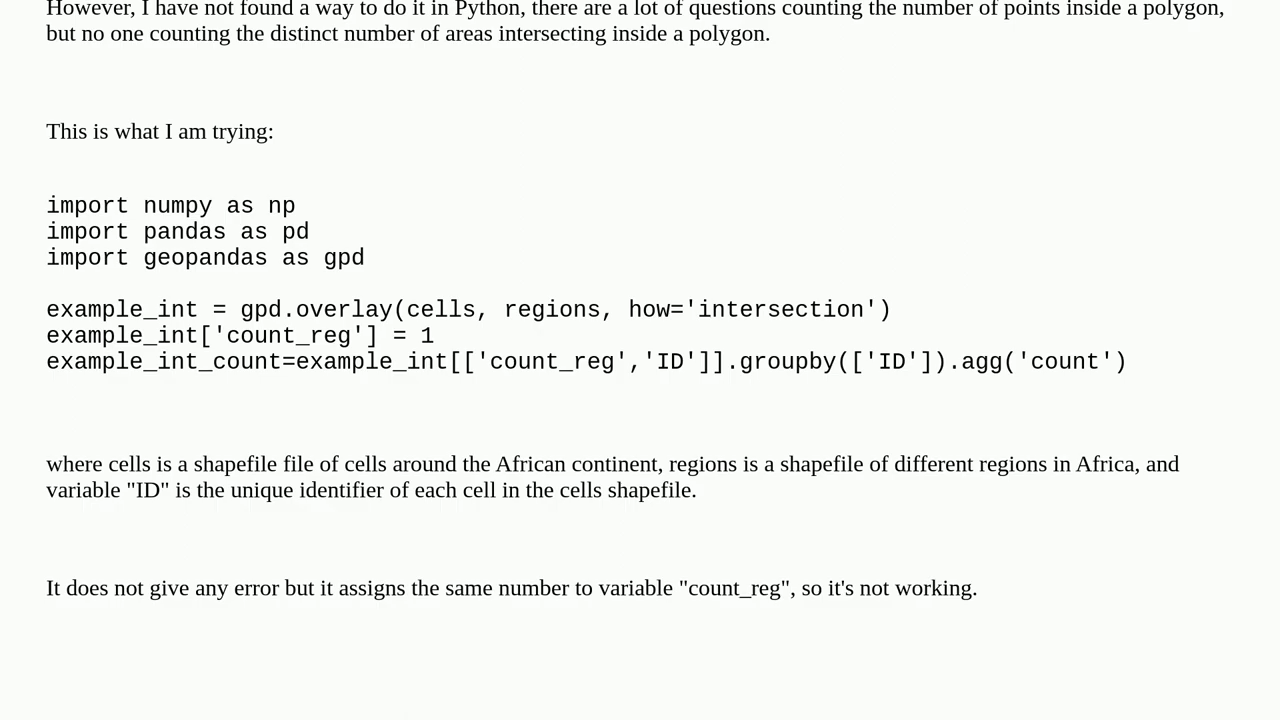 However, I have not found a way to do it in Python, there are a lot of questions counting the number of points inside a polygon,
but no one counting the distinct number of areas intersecting inside a polygon.
This is what I am trying:
import numpy as np
import pandas as pd
import geopandas as gpd
example_int = gpd.overlay(cells, regions, how='intersection')
example_int['count_reg'] = 1
example_int_count=example_int[['count_reg','ID']].groupby(['ID']).agg('count')
where cells is a shapefile file of cells around the African continent, regions is a shapefile of different regions in Africa, and
variable "ID" is the unique identifier of each cell in the cells shapefile.
It does not give any error but it assigns the same number to variable "count_reg", so it's not working.